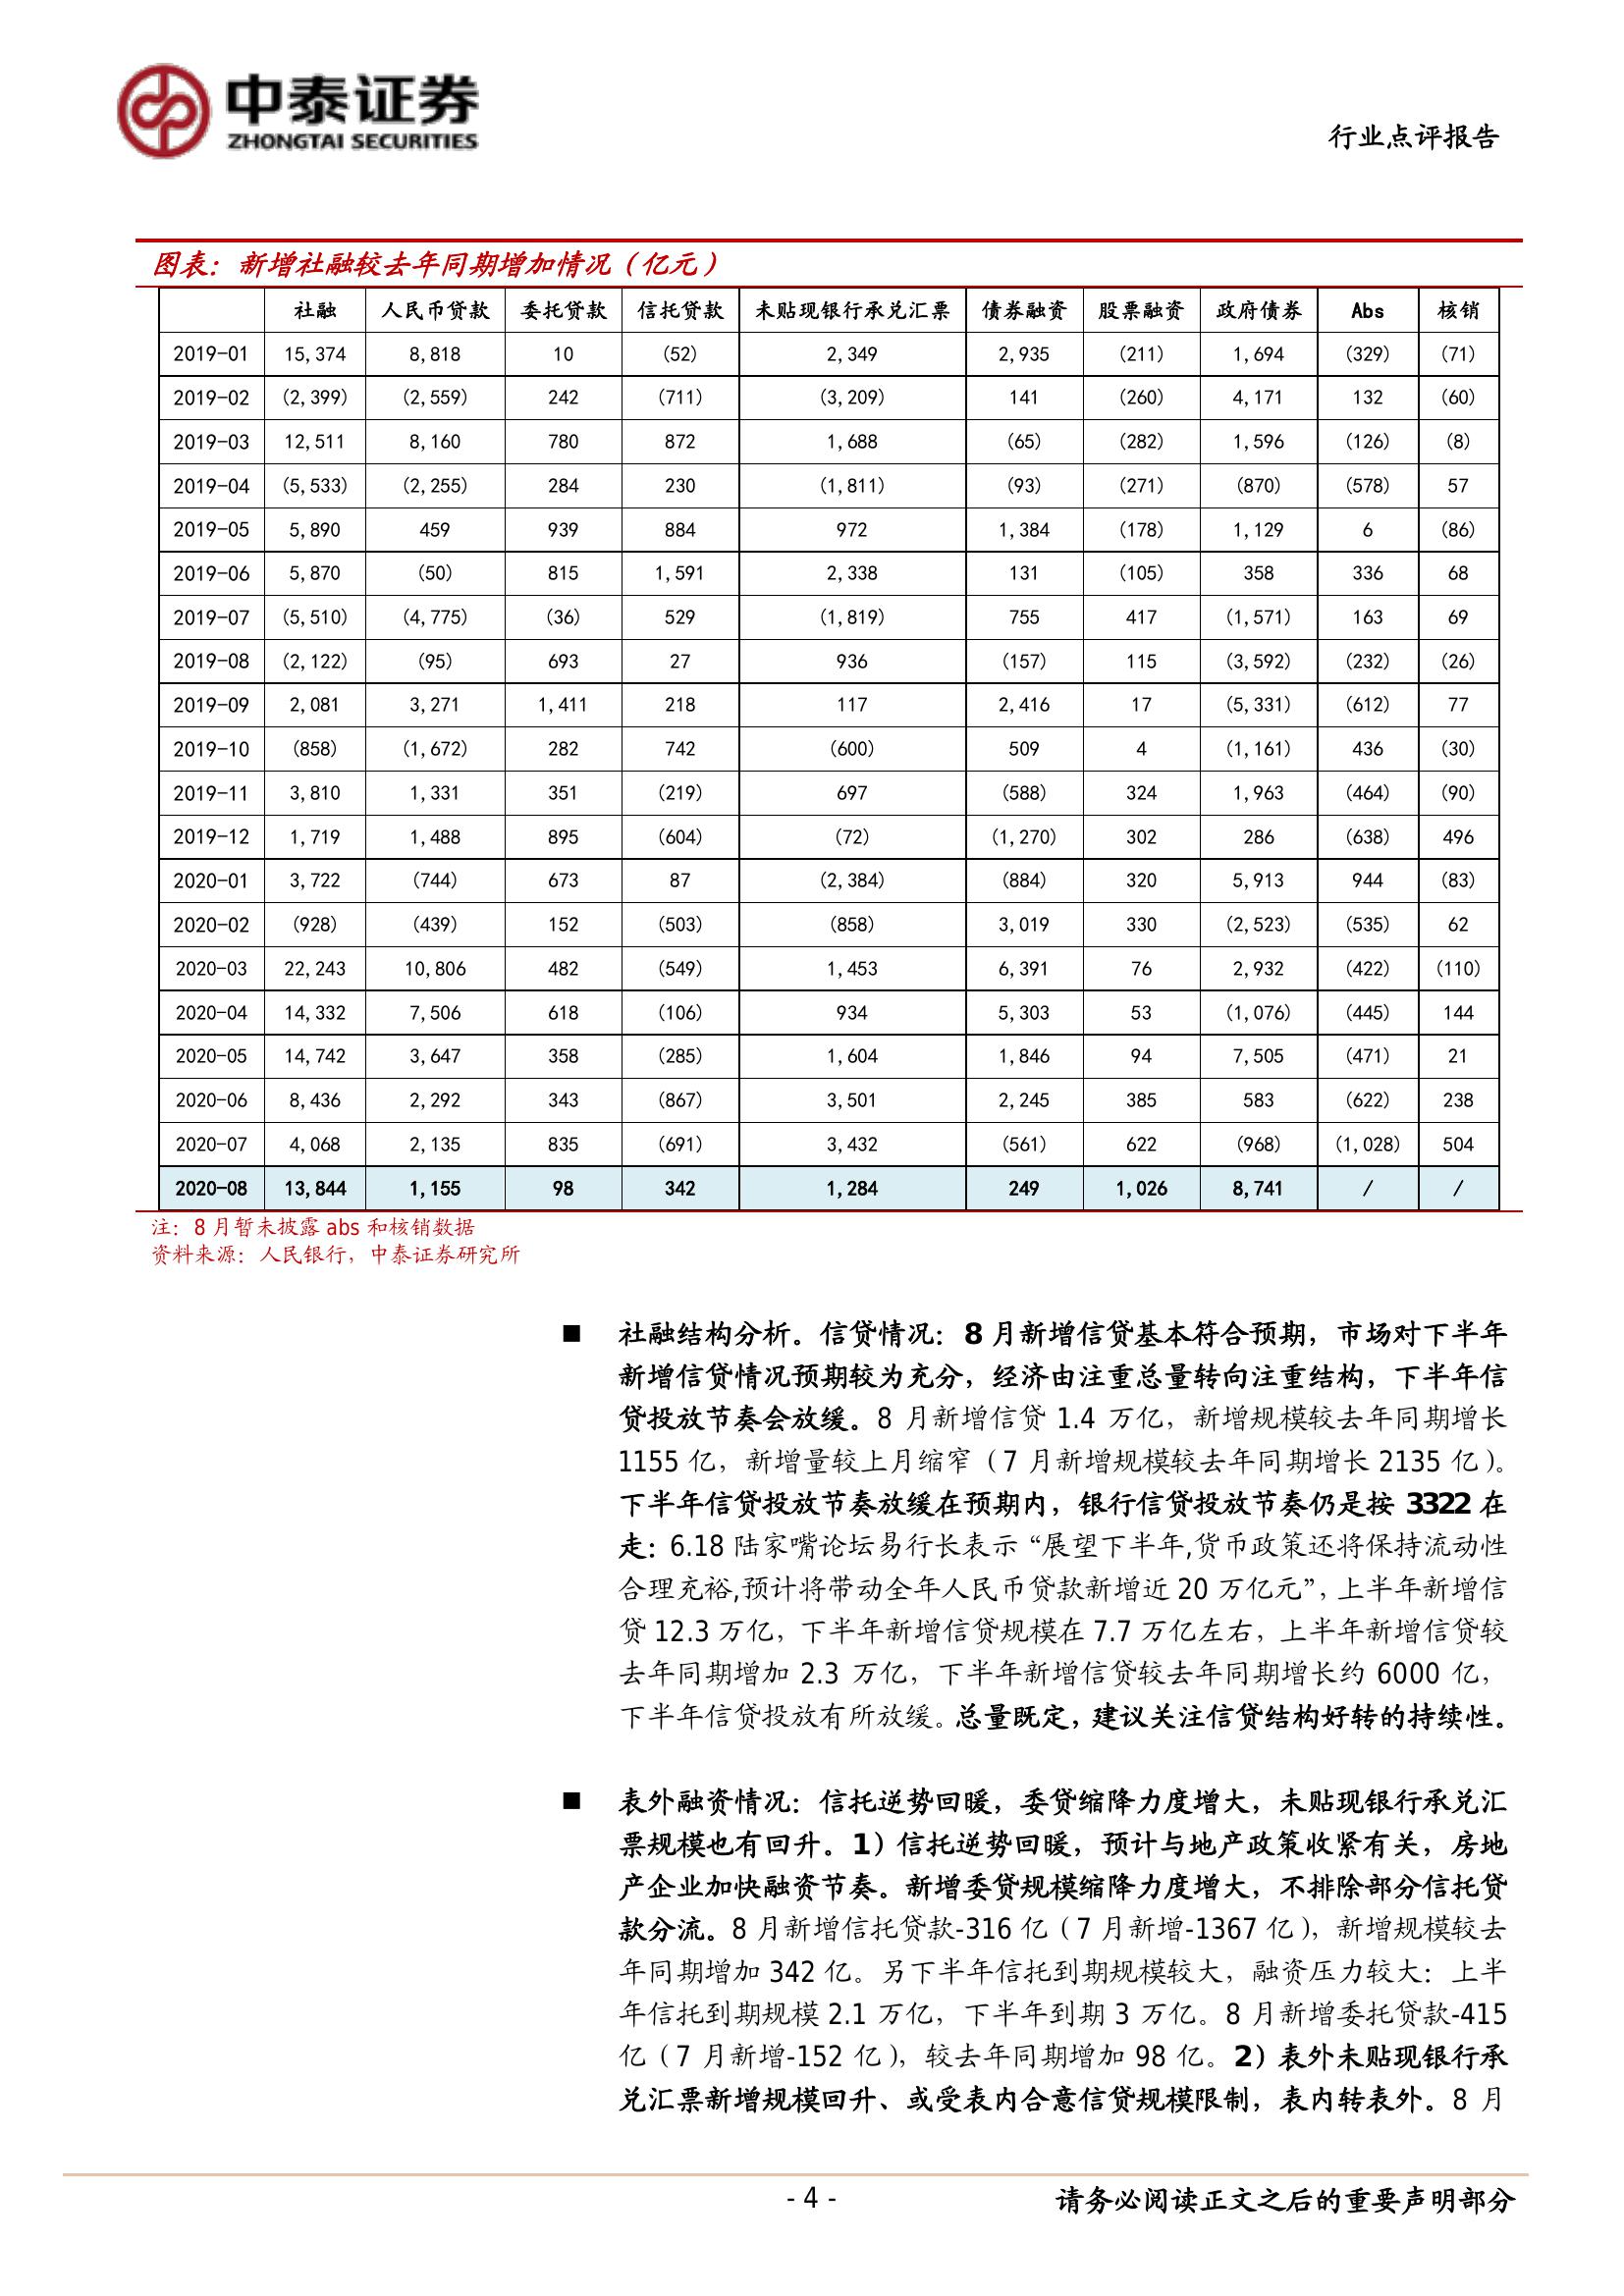 中泰证券
ZHONGTAI SECURITIES
行业点评报告
图表：新增社融较去年同期增加情况（亿元）
社融 人民币贷款 委托贷款 信托贷款 未贴现银行承兑汇票 债券融资 股票融资 政府债券 Abs 核销
2019-01 15,374 8,818 10 (52) 2,349 2,935 (211) 1,694 (329) (71)
2019-02 (2,399) (2,559) 242 (711) (3,209) 141 (260) 4,171 132 (60)
2019-03 12,511 8,160 780 872 1,688 (65) (282) 1,596 (126) (8)
2019-04 (5,533) (2,255) 284 230 (1,811) (93) (271) (870) (578) 57
2019-05 5,890 459 939 884 972 1,384 (178) 1,129 6 (86)
2019-06 5,870 (50) 815 1,591 2,338 131 (105) 358 336 68
2019-07 (5,510) (4,775) (36) 529 (1,819) 755 417 (1,571) 163 69
2019-08 (2,122) (95) 693 27 936 (157) 115 (3,592) (232) (26)
2019-09 2,081 3,271 1,411 218 117 2,416 17 (5,331) (612) 77
2019-10 (858) (1,672) 282 742 (600) 509 4 (1,161) 436 (30)
2019-11 3,810 1,331 351 (219) 697 (588) 324 1,963 (464) (90)
2019-12 1,719 1,488 895 (604) (72) (1,270) 302 286 (638) 496
2020-01 3,722 (744) 673 87 (2,384) (884) 320 5,913 944 (83)
2020-02 (928) (439) 152 (503) (858) 3,019 330 (2,523) (535) 62
2020-03 22,243 10,806 482 (549) 1,453 6,391 76 2,932 (422) (110)
2020-04 14,332 7,506 618 (106) 934 5,303 53 (1,076) (445) 144
2020-05 14,742 3,647 358 (285) 1,604 1,846 94 7,505 (471) 21
2020-06 8,436 2,292 343 (867) 3,501 2,245 385 583 (622) 238
2020-07 4,068 2,135 835 (691) 3,432 (561) 622 (968) (1,028) 504
2020-08 13,844 1,155 98 342 1,284 249 1,026 8,741 / /
注：8 月暂未披露 abs 和核销数据
资料来源：人民银行，中泰证券研究所
■ 社融结构分析。信贷情况：8 月新增信贷基本符合预期，市场对下半年
新增信贷情况预期较为充分，经济由注重总量转向注重结构，下半年信
贷投放节奏会放缓。8 月新增信贷 1.4 万亿，新增规模较去年同期增长
1155 亿，新增量较上月缩窄（7 月新增规模较去年同期增长 2135 亿）。
下半年信贷投放节奏放缓在预期内，银行信贷投放节奏仍是按 3322 在
走：6.18 陆家嘴论坛易行长表示“展望下半年,货币政策还将保持流动性
合理充裕,预计将带动全年人民币贷款新增近 20 万亿元”，上半年新增信
贷 12.3 万亿，下半年新增信贷规模在 7.7 万亿左右，上半年新增信贷较
去年同期增加 2.3 万亿，下半年新增信贷较去年同期增长约 6000 亿，
下半年信贷投放有所放缓。总量既定，建议关注信贷结构好转的持续性。
■ 表外融资情况：信托逆势回暖，委贷缩降力度增大，未贴现银行承兑汇
票规模也有回升。1）信托逆势回暖，预计与地产政策收紧有关，房地
产企业加快融资节奏。新增委贷规模缩降力度增大，不排除部分信托贷
款分流。8 月新增信托贷款-316 亿（7 月新增-1367 亿），新增规模较去
年同期增加 342 亿。另下半年信托到期规模较大，融资压力较大：上半
年信托到期规模 2.1 万亿，下半年到期 3 万亿。8 月新增委托贷款-415
亿（7 月新增-152 亿），较去年同期增加 98 亿。2）表外未贴现银行承
兑汇票新增规模回升、或受表内合意信贷规模限制，表内转表外。8 月
- 4 -
请务必阅读正文之后的重要声明部分